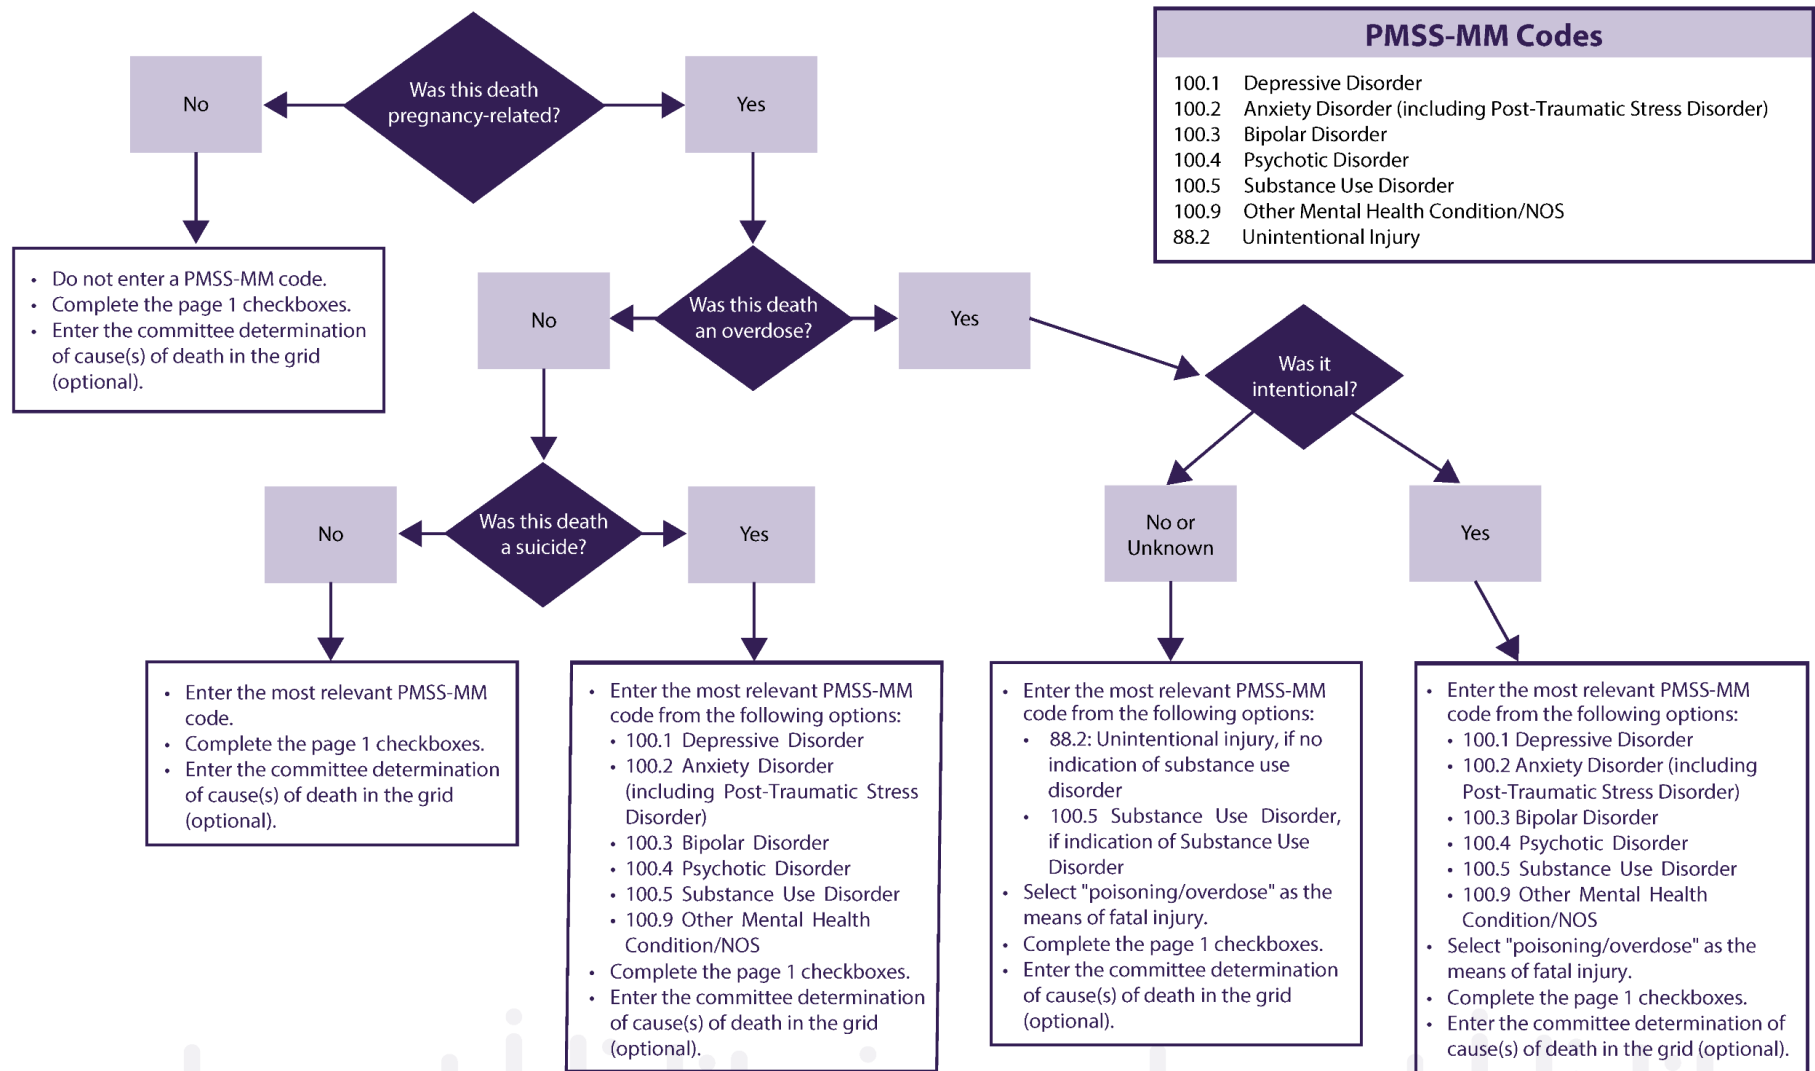 Was this death
pregnancy-related?
No
Yes
PMSS-MM Codes
100.1 Depressive Disorder
100.2 Anxiety Disorder (including Post-Traumatic Stress Disorder)
100.3 Bipolar Disorder
100.4 Psychotic Disorder
100.5 Substance Use Disorder
100.9 Other Mental Health Condition/NOS
88.2 Unintentional Injury
• Do not enter a PMSS-MM code.
• Complete the page 1 checkboxes.
• Enter the committee determination
of cause(s) of death in the grid
(optional).
No
Was this death
an overdose?
Yes
Was it
intentional?
No
Was this death
a suicide?
Yes
No or
Unknown
Yes
• Enter the most relevant PMSS-MM
code.
• Complete the page 1 checkboxes.
• Enter the committee determination
of cause(s) of death in the grid
(optional).
• Enter the most relevant PMSS-MM
code from the following options:
• 100.1 Depressive Disorder
• 100.2 Anxiety Disorder
(including Post-Traumatic Stress
Disorder)
• 100.3 Bipolar Disorder
• 100.4 Psychotic Disorder
• 100.5 Substance Use Disorder
• 100.9 Other Mental Health
Condition/NOS
• Complete the page 1 checkboxes.
• Enter the committee determination
of cause(s) of death in the grid
(optional).
• Enter the most relevant PMSS-MM
code from the following options:
• 88.2: Unintentional injury, if no
indication of substance use
disorder
• 100.5 Substance Use Disorder,
if indication of Substance Use
Disorder
• Select "poisoning/overdose" as the
means of fatal injury.
• Complete the page 1 checkboxes.
• Enter the committee determination
of cause(s) of death in the grid
(optional).
• Enter the most relevant PMSS-MM
code from the following options:
• 100.1 Depressive Disorder
• 100.2 Anxiety Disorder (including
Post-Traumatic Stress Disorder)
• 100.3 Bipolar Disorder
• 100.4 Psychotic Disorder
• 100.5 Substance Use Disorder
• 100.9 Other Mental Health
Condition/NOS
• Select "poisoning/overdose" as the
means of fatal injury.
• Complete the page 1 checkboxes.
• Enter the committee determination of
cause(s) of death in the grid (optional).